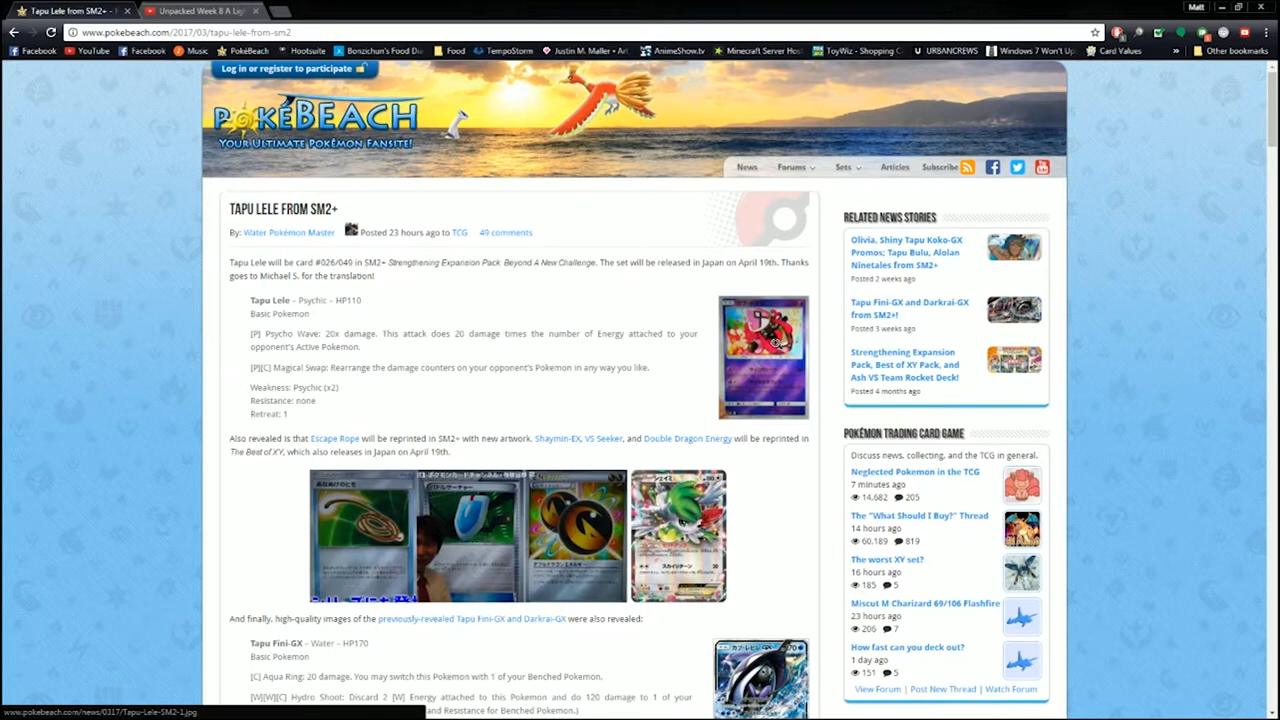 Tapu Lele from SM2+ -
Unpacked Week 8 A Lig
Matt
www.pokebeach.com/2017/03/tapu-lele-from-sm2
Facebook YouTube Facebook Music PokéBeach Hootsuite Bonzichun's Food Dia Food TempoStorm Justin M. Maller • Art AnimeShow.tv Minecraft Server Host ToyWiz - Shopping C URBANCREWS Windows 7 Won't Up Card Values » Other bookmarks
Log in or register to participate
POKÉBEACH
YOUR ULTIMATE POKÉMON FANSITE!
News Forums Sets Articles Subscribe
TAPU LELE FROM SM2+
By: Water Pokémon Master Posted 23 hours ago to TCG 49 comments
Tapu Lele will be card #026/049 in SM2+ Strengthening Expansion Pack Beyond A New Challenge. The set will be released in Japan on April 19th. Thanks
goes to Michael S. for the translation!
Tapu Lele – Psychic – HP110
Basic Pokemon
[P] Psycho Wave: 20x damage. This attack does 20 damage times the number of Energy attached to your
opponent's Active Pokemon.
[P][C] Magical Swap: Rearrange the damage counters on your opponent's Pokemon in any way you like.
Weakness: Psychic (x2)
Resistance: none
Retreat: 1
Also revealed is that Escape Rope will be reprinted in SM2+ with new artwork. Shaymin-EX, VS Seeker, and Double Dragon Energy will be reprinted in
The Best of XY, which also releases in Japan on April 19th.
And finally, high-quality images of the previously-revealed Tapu Fini-GX and Darkrai-GX were also revealed:
Tapu Fini-GX – Water – HP170
Basic Pokemon
[C] Aqua Ring: 20 damage. You may switch this Pokemon with 1 of your Benched Pokemon.
[W][W][C] Hydro Shoot: Discard 2 [W] Energy attached to this Pokemon and do 120 damage to 1 of your
and Resistance for Benched Pokemon.)
RELATED NEWS STORIES
Olivia, Shiny Tapu Koko-GX
Promos; Tapu Bulu, Alolan
Ninetales from SM2+
Posted 2 weeks ago
Tapu Fini-GX and Darkrai-GX
from SM2+!
Posted 3 weeks ago
Strengthening Expansion
Pack, Best of XY Pack, and
Ash VS Team Rocket Deck!
Posted 4 months ago
POKÉMON TRADING CARD GAME
Discuss news, collecting, and the TCG in general.
Neglected Pokemon in the TCG
7 minutes ago
14,682 205
The "What Should I Buy?" Thread
14 hours ago
60,189 819
The worst XY set?
16 hours ago
185 5
Miscut M Charizard 69/106 Flashfire
23 hours ago
206 7
How fast can you deck out?
1 day ago
151 5
View Forum | Post New Thread | Watch Forum
www.pokebeach.com/news/0317/Tapu-Lele-SM2-1.jpg